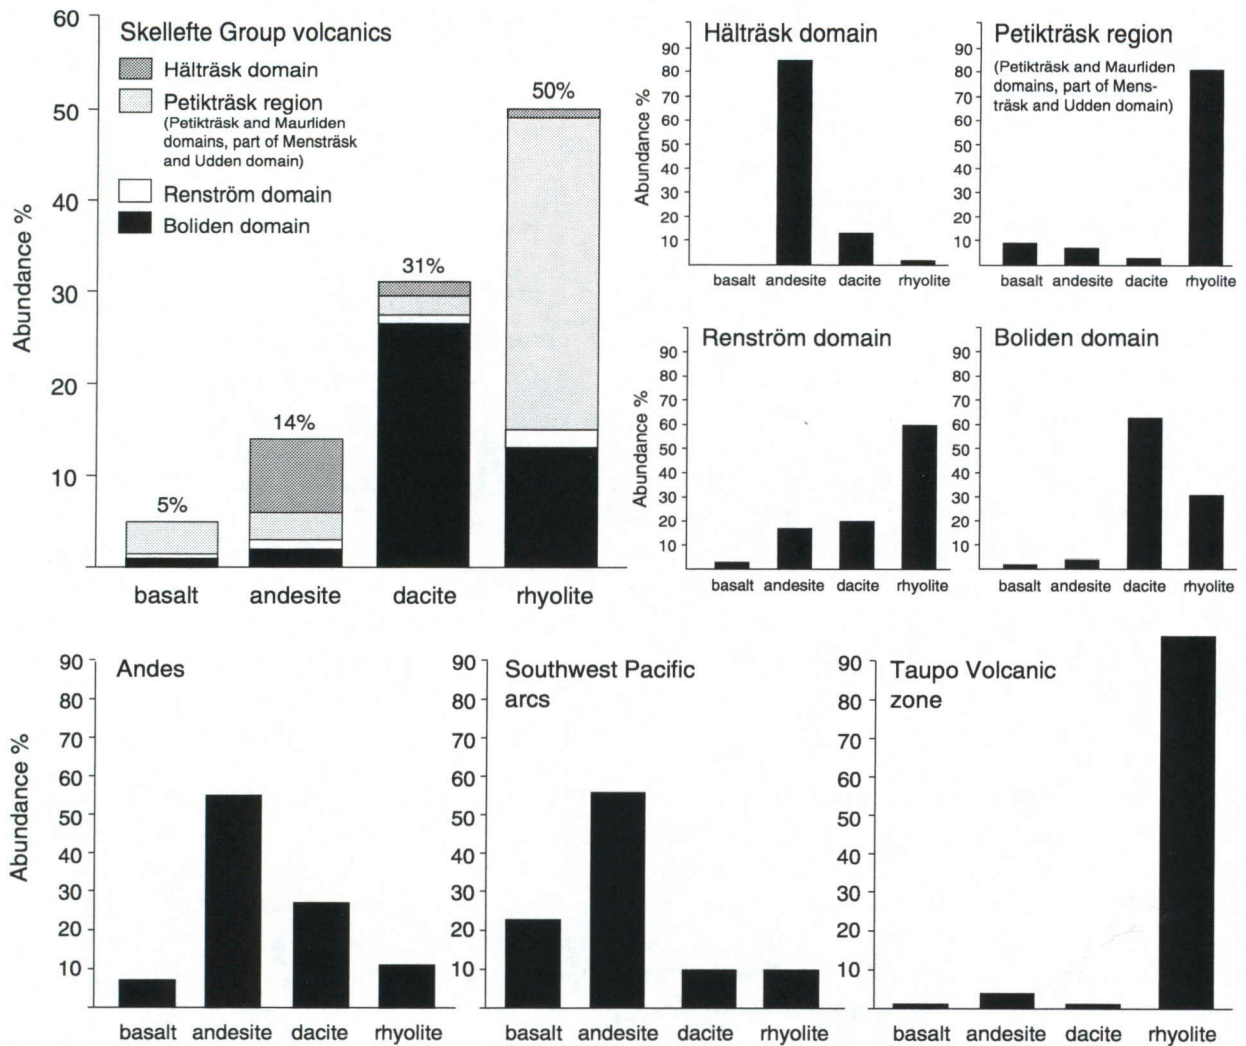 Skellefte Group volcanics
Hälträsk domain
Petikträsk region
(Petikträsk and Maurliden
domains, part of Mensträsk
and Udden domain)
Renström domain
Boliden domain
Abundance %
60
50
40
30
20
10
5%
14%
31%
50%
basalt andesite dacite rhyolite
Hälträsk domain
Abundance %
90
80
70
60
50
40
30
20
10
basalt andesite dacite rhyolite
Petikträsk region
(Petikträsk and Maurliden
domains, part of Mens-
träsk and Udden domain)
90
80
70
60
50
40
30
20
10
basalt andesite dacite rhyolite
Renström domain
Abundance %
90
80
70
60
50
40
30
20
10
basalt andesite dacite rhyolite
Boliden domain
90
80
70
60
50
40
30
20
10
basalt andesite dacite rhyolite
Andes
Abundance %
90
80
70
60
50
40
30
20
10
basalt andesite dacite rhyolite
Southwest Pacific
arcs
90
80
70
60
50
40
30
20
10
basalt andesite dacite rhyolite
Taupo Volcanic
zone
90
80
70
60
50
40
30
20
10
basalt andesite dacite rhyolite